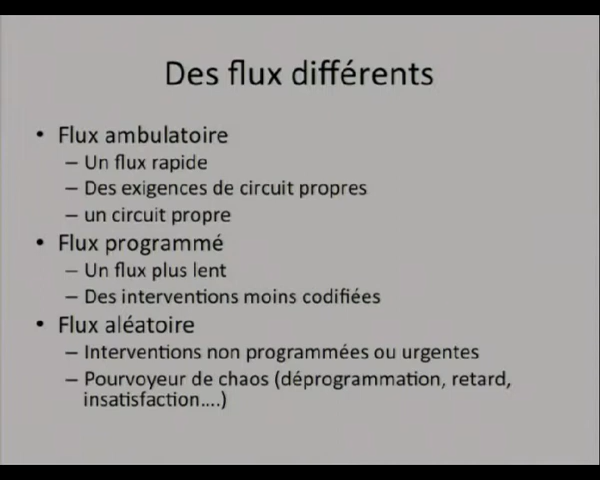 Des flux différents
• Flux ambulatoire
– Un flux rapide
– Des exigences de circuit propres
– un circuit propre
• Flux programmé
– Un flux plus lent
– Des interventions moins codifiées
• Flux aléatoire
– Interventions non programmées ou urgentes
– Pourvoyeur de chaos (déprogrammation, retard,
insatisfaction....)